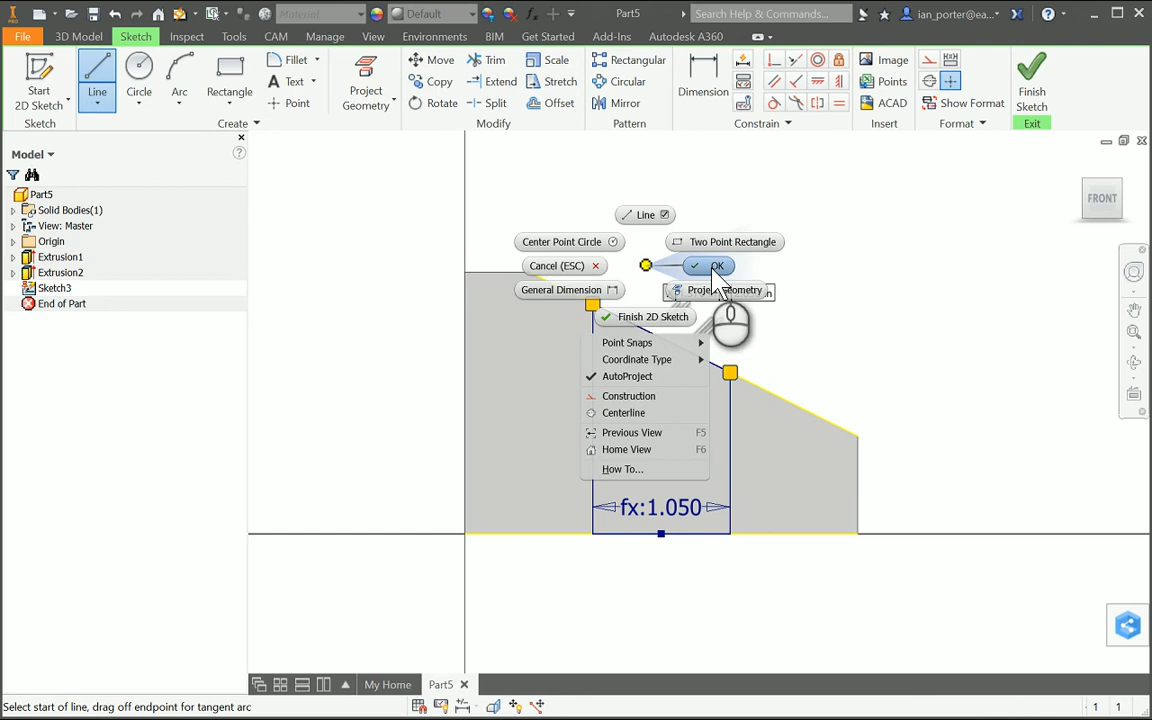 PRO
Material
Default
Part5
Search Help & Commands...
ian_porter@ea...
File
3D Model
Sketch
Inspect
Tools
CAM
Manage
View
Environments
BIM
Get Started
Add-Ins
Autodesk A360
Start
2D Sketch
Line
Circle
Arc
Rectangle
Fillet
Text
Point
Project
Geometry
Move
Copy
Rotate
Trim
Extend
Split
Scale
Stretch
Offset
Rectangular
Circular
Mirror
Dimension
Image
Points
ACAD
Show Format
Finish
Sketch
Sketch
Create
Modify
Pattern
Constrain
Insert
Format
Exit
Model
Part5
Solid Bodies(1)
View: Master
Origin
Extrusion1
Extrusion2
Sketch3
End of Part
FRONT
Line
Center Point Circle
Two Point Rectangle
Cancel (ESC)
OK
General Dimension
Project Geometry
Finish 2D Sketch
Point Snaps
Coordinate Type
AutoProject
Construction
Centerline
Previous View F5
Home View F6
How To...
fx:1.050
My Home
Part5
Select start of line, drag off endpoint for tangent arc
1 1